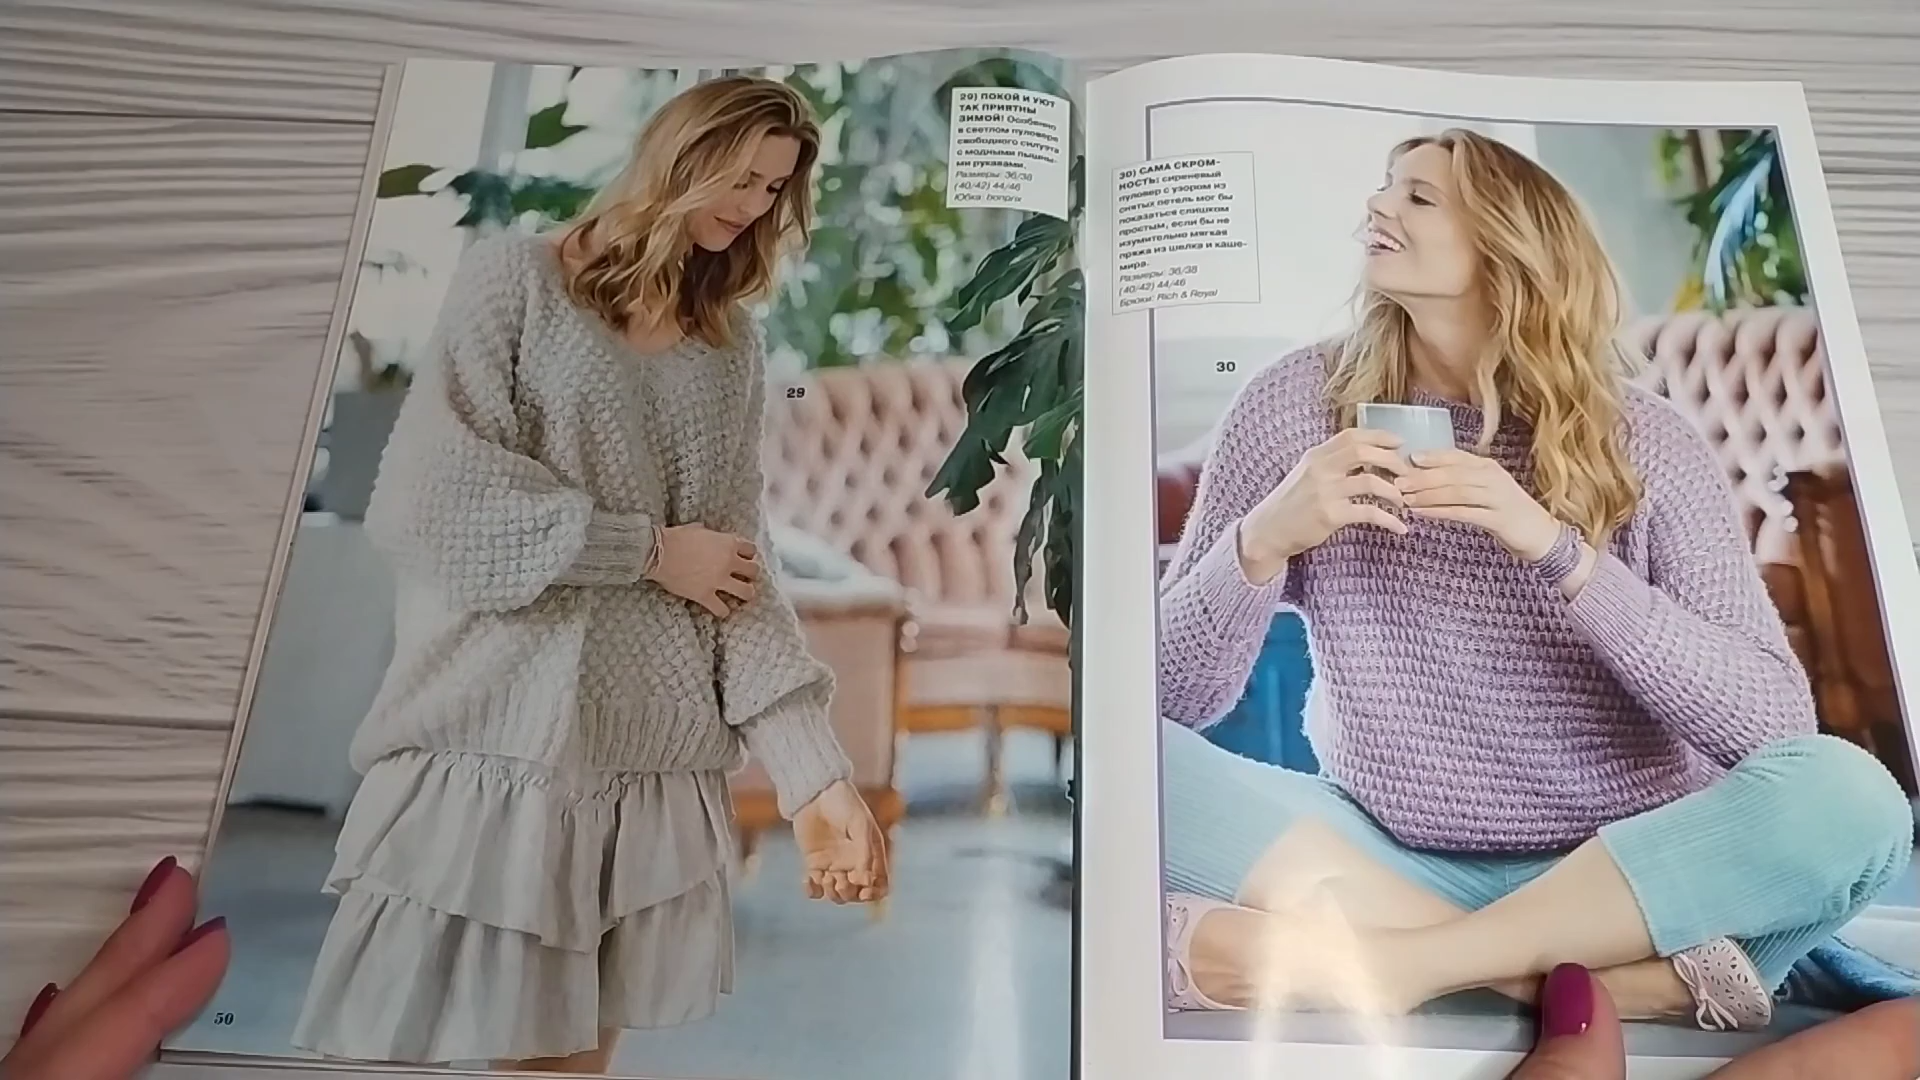 29) ПОКОЙ И УЮТ
ТАК ПРИЯТНЫ
ЗИМОЙ! Особенно
в светлом пуловере
свободного силуэта
с модными пышны-
ми рукавами.
Размеры: 36/38
(40/42) 44/46
Юбка: bonprix
29
50
30) САМА СКРОМ-
НОСТЬ: сиреневый
пуловер с узором из
снятых петель мог бы
показаться слишком
простым, если бы не
изумительно мягкая
пряжа из шелка и каше-
мира.
Размеры: 36/38
(40/42) 44/46
Брюки: Rich & Royal
30